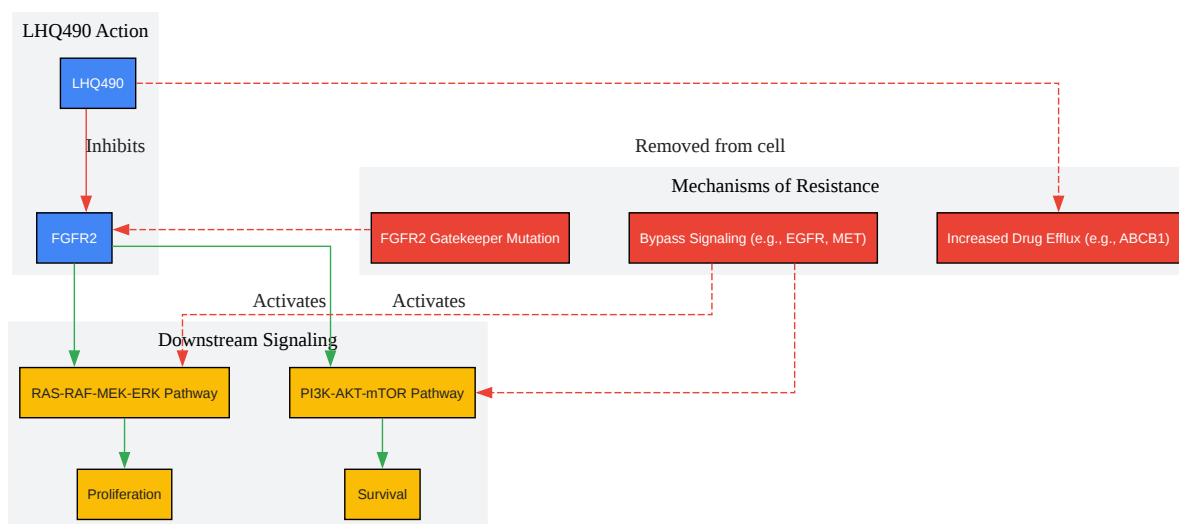 LHQ490 Action
LHQ490
Inhibits
Removed from cell
Mechanisms of Resistance
FGFR2
FGFR2 Gatekeeper Mutation
Bypass Signaling (e.g., EGFR, MET)
Increased Drug Efflux (e.g., ABCB1)
Activates
Activates
Downstream Signaling
RAS-RAF-MEK-ERK Pathway
PI3K-AKT-mTOR Pathway
Proliferation
Survival